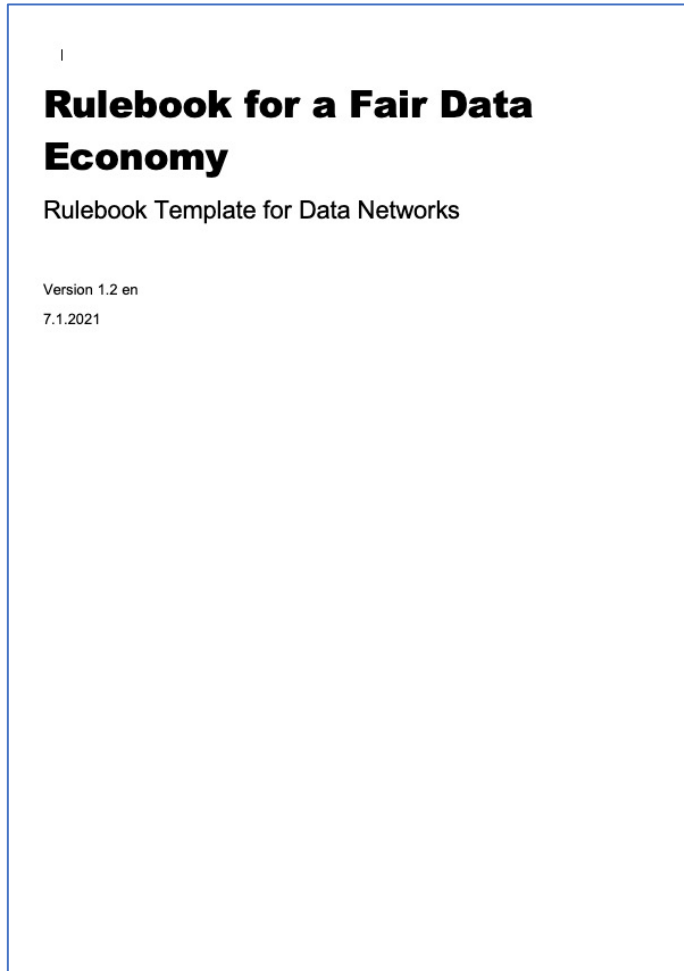 Rulebook for a Fair Data
Economy
Rulebook Template for Data Networks
Version 1.2 en
7.1.2021